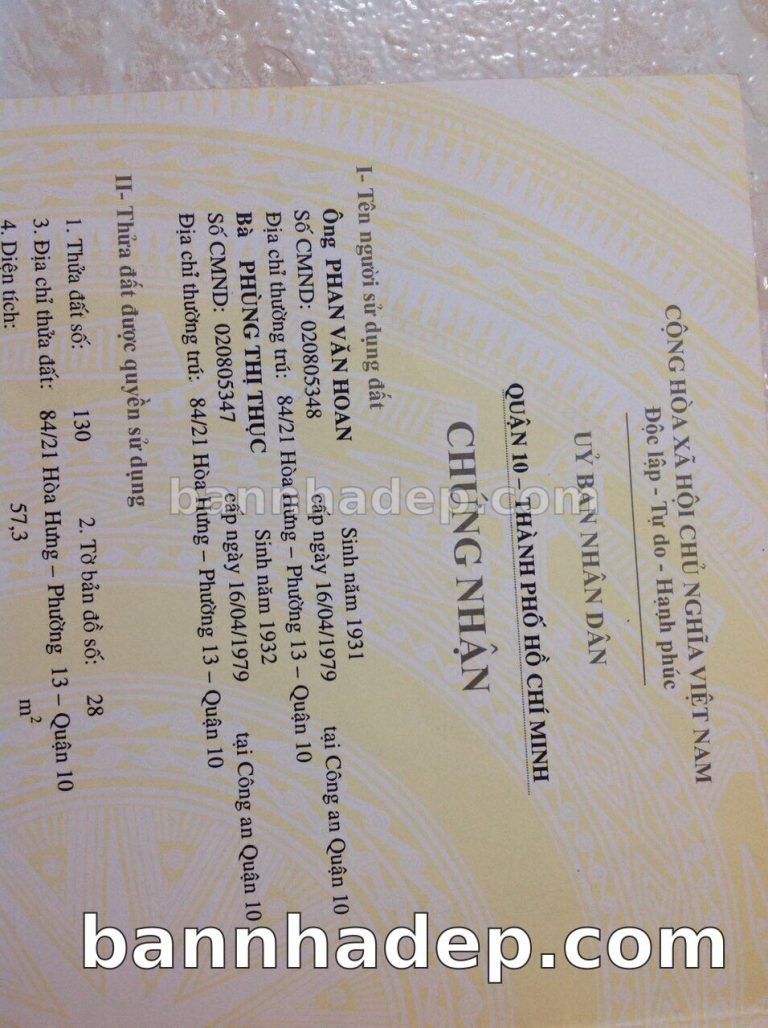 CỘNG HÒA XÃ HỘI CHỦ NGHĨA VIỆT NAM
Độc lập - Tự do - Hạnh phúc
UỶ BAN NHÂN DÂN
QUẬN 10 – THÀNH PHỐ HỒ CHÍ MINH
CHỨNG NHẬN
I- Tên người sử dụng đất
Ông PHAN VĂN HOAN Sinh năm 1931
Số CMND: 020805348 cấp ngày 16/04/1979 tại Công an Quận 10
Địa chỉ thường trú: 84/21 Hòa Hưng – Phường 13 – Quận 10
Bà PHÙNG THỊ THỤC Sinh năm 1932
Số CMND: 020805347 cấp ngày 16/04/1979 tại Công an Quận 10
Địa chỉ thường trú: 84/21 Hòa Hưng – Phường 13 – Quận 10
II- Thửa đất được quyền sử dụng
1. Thửa đất số: 130 2. Tờ bản đồ số: 28
3. Địa chỉ thửa đất: 84/21 Hòa Hưng – Phường 13 – Quận 10
4. Diện tích: 57,3 m²
bannhadep.com
bannhadep.com